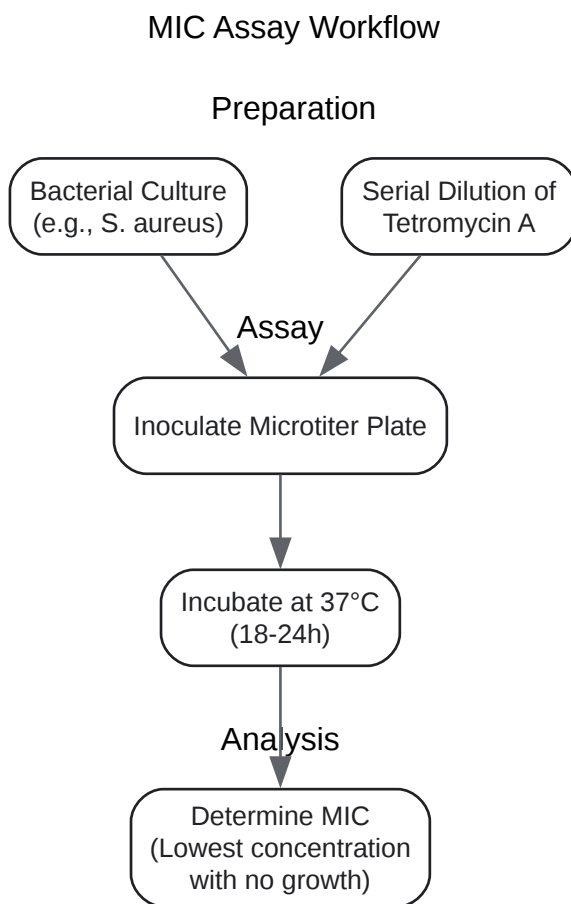 MIC Assay Workflow
Preparation
Bacterial Culture
(e.g., S. aureus)
Serial Dilution of
Tetromycin A
Assay
Inoculate Microtiter Plate
Incubate at 37°C
(18-24h)
Analysis
Determine MIC
(Lowest concentration
with no growth)